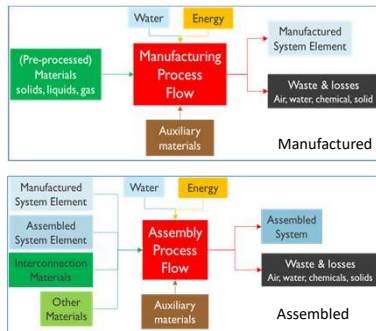 Water
Energy
(Pre-processed)
Materials
solids, liquids, gas
Manufacturing
Process
Flow
Manufactured
System Element
Waste & losses
Air, water, chemical, solid
Auxiliary
materials
Manufactured
Manufactured
System Element
Assembled
System Element
Interconnection
Materials
Other
Materials
Water
Energy
Assembly
Process
Flow
Auxiliary
materials
Assembled
System
Waste & losses
Air, water, chemicals, solids
Assembled